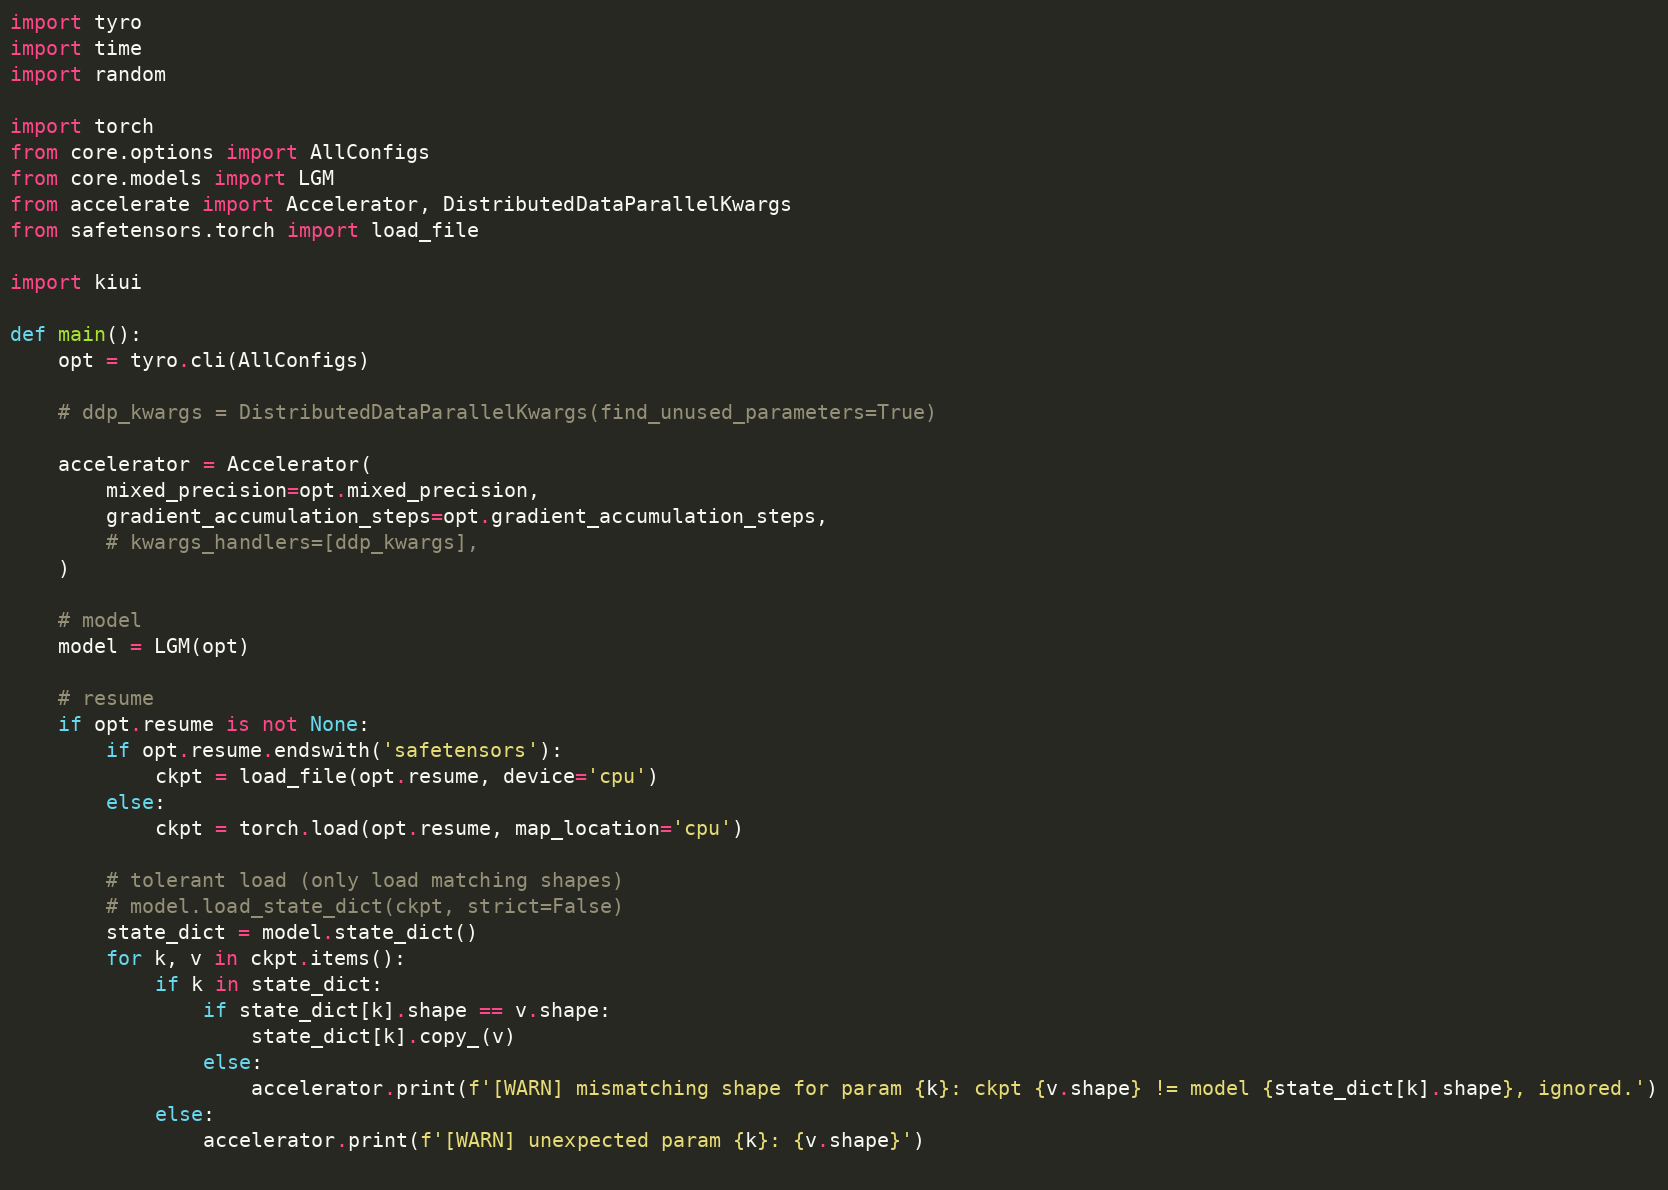 import tyro
import time
import random

import torch
from core.options import AllConfigs
from core.models import LGM
from accelerate import Accelerator, DistributedDataParallelKwargs
from safetensors.torch import load_file

import kiui

def main():
    opt = tyro.cli(AllConfigs)

    # ddp_kwargs = DistributedDataParallelKwargs(find_unused_parameters=True)

    accelerator = Accelerator(
        mixed_precision=opt.mixed_precision,
        gradient_accumulation_steps=opt.gradient_accumulation_steps,
        # kwargs_handlers=[ddp_kwargs],
    )

    # model
    model = LGM(opt)

    # resume
    if opt.resume is not None:
        if opt.resume.endswith('safetensors'):
            ckpt = load_file(opt.resume, device='cpu')
        else:
            ckpt = torch.load(opt.resume, map_location='cpu')

        # tolerant load (only load matching shapes)
        # model.load_state_dict(ckpt, strict=False)
        state_dict = model.state_dict()
        for k, v in ckpt.items():
            if k in state_dict:
                if state_dict[k].shape == v.shape:
                    state_dict[k].copy_(v)
                else:
                    accelerator.print(f'[WARN] mismatching shape for param {k}: ckpt {v.shape} != model {state_dict[k].shape}, ignored.')
            else:
                accelerator.print(f'[WARN] unexpected param {k}: {v.shape}')